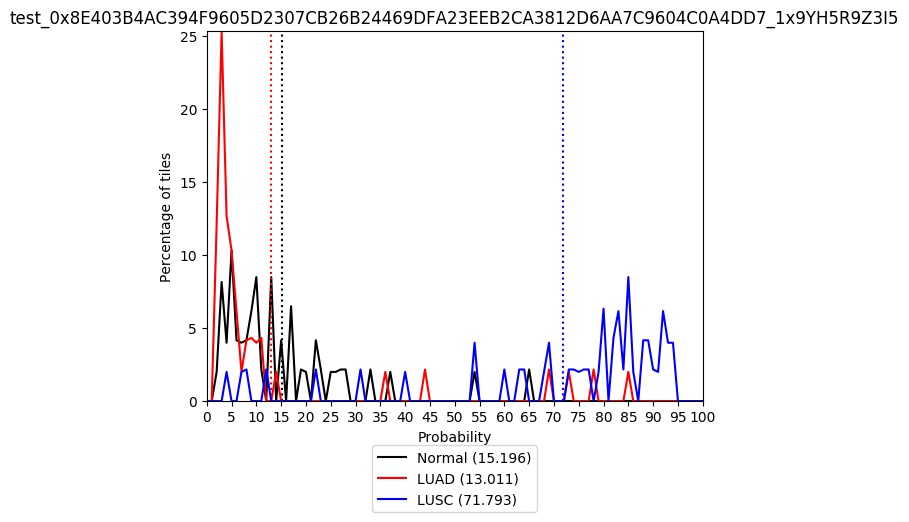 test_0x8E403B4AC394F9605D2307CB26B24469DFA23EEB2CA3812D6AA7C9604C0A4DD7_1x9YH5R9Z3I5
25
20
15
10
5
0
Percentage of tiles
0 5 10 15 20 25 30 35 40 45 50 55 60 65 70 75 80 85 90 95 100
Probability
Normal (15.196)
LUAD (13.011)
LUSC (71.793)